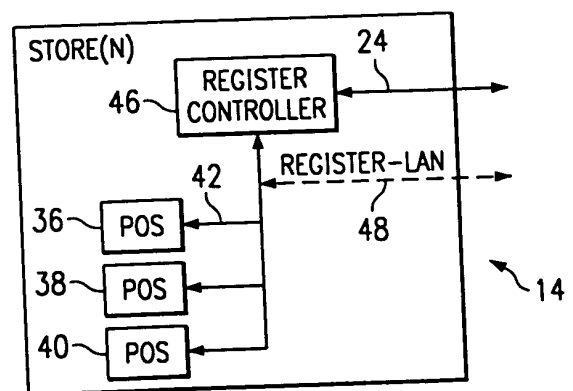 STORE(N)
24
46
REGISTER
CONTROLLER
REGISTER-LAN
42
48
36
POS
38
POS
14
40
POS